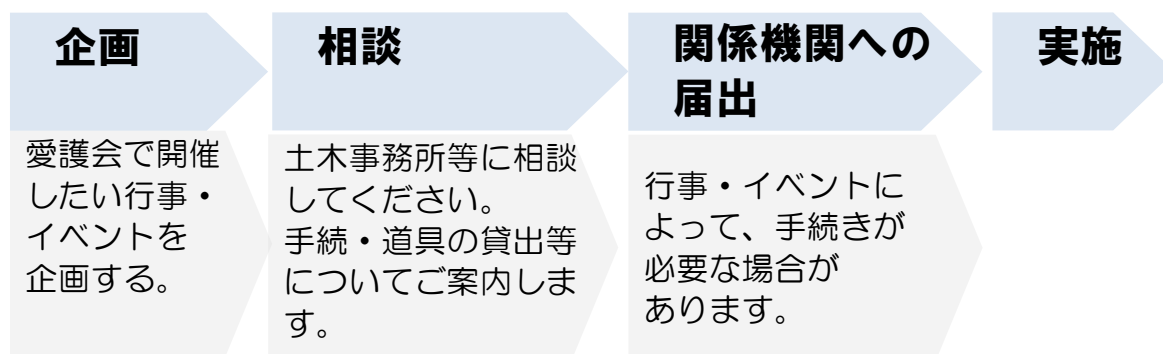 企画
愛護会で開催
したい行事・
イベントを
企画する。
相談
土木事務所等に相談
してください。
手続・道具の貸出等
についてご案内しま
す。
関係機関への
届出
行事・イベントに
よって、手続きが
必要な場合が
あります。
実施